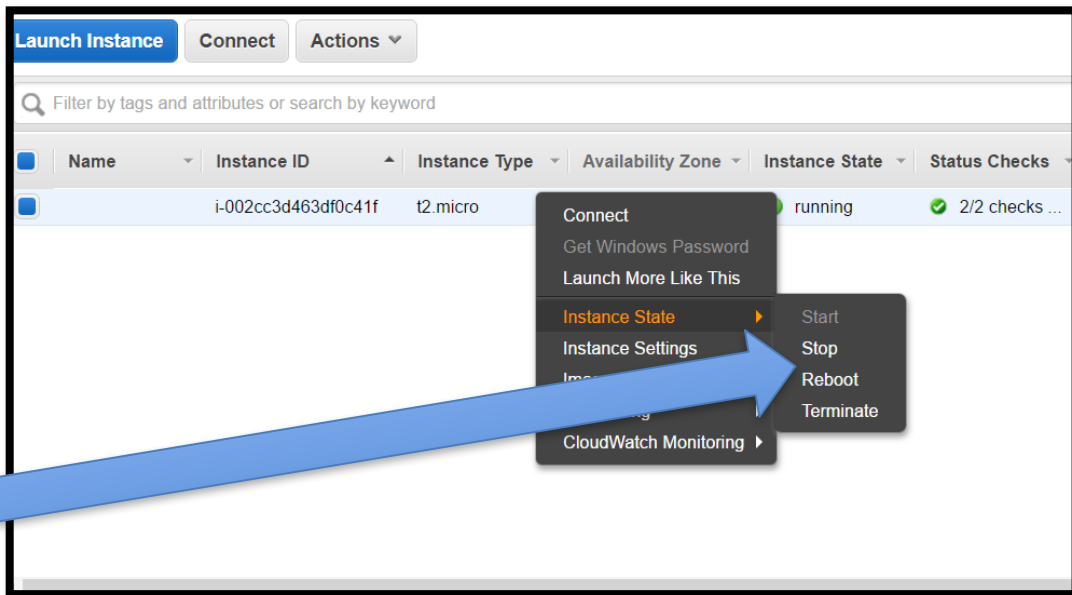 Launch Instance Connect Actions
Filter by tags and attributes or search by keyword
Name Instance ID Instance Type Availability Zone Instance State Status Checks
i-002cc3d463df0c41f t2.micro running 2/2 checks ...
Connect
Get Windows Password
Launch More Like This
Instance State
Start
Instance Settings
Stop
Reboot
Terminate
CloudWatch Monitoring